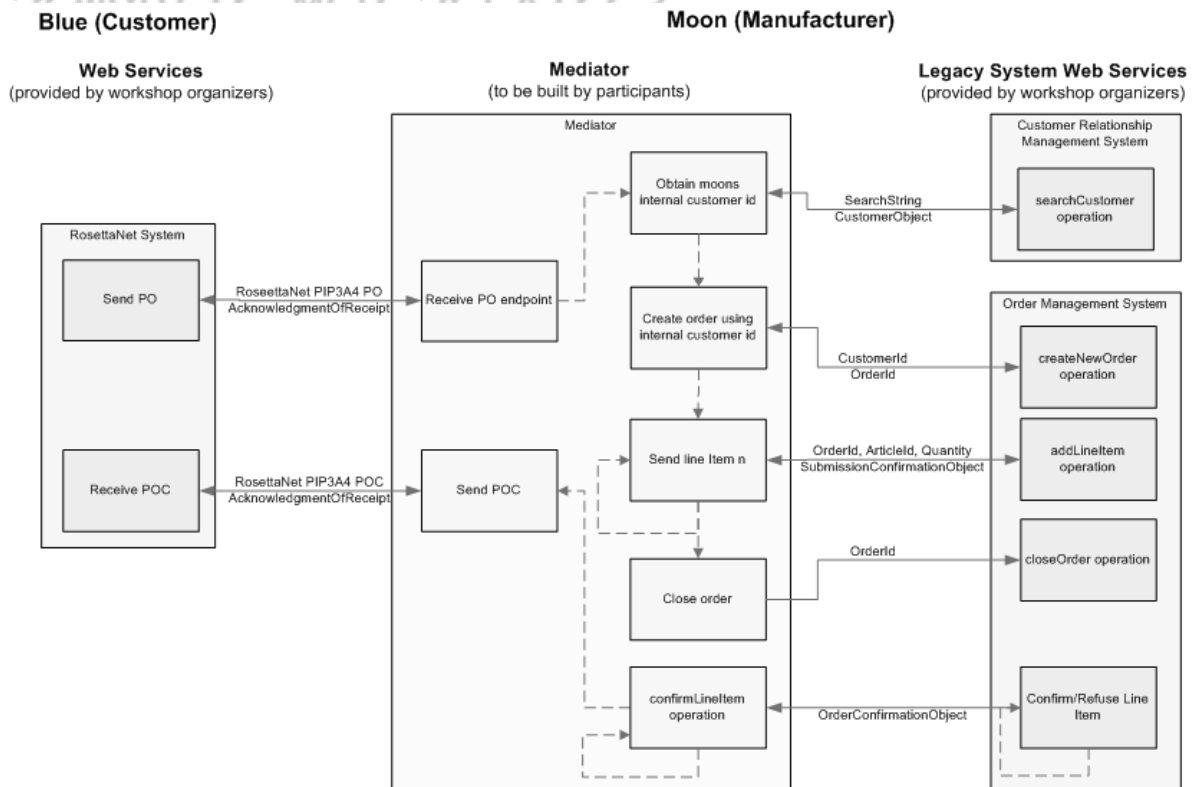 Blue (Customer)
Moon (Manufacturer)
Web Services
(provided by workshop organizers)
Mediator
(to be built by participants)
Legacy System Web Services
(provided by workshop organizers)
Mediator
Customer Relationship
Management System
Obtain moons
internal customer id
SearchString
CustomerObject
searchCustomer
operation
RosettaNet System
Send PO
RoseettaNet PIP3A4 PO
AcknowledgmentOfReceipt
Receive PO endpoint
Order Management System
Create order using
internal customer id
CustomerId
OrderId
createNewOrder
operation
Send line Item n
OrderId, ArticleId, Quantity
SubmissionConfirmationObject
addLineItem
operation
Receive POC
RosettaNet PIP3A4 POC
AcknowledgmentOfReceipt
Send POC
OrderId
closeOrder operation
Close order
confirmLineItem
operation
OrderConfirmationObject
Confirm/Refuse Line
Item